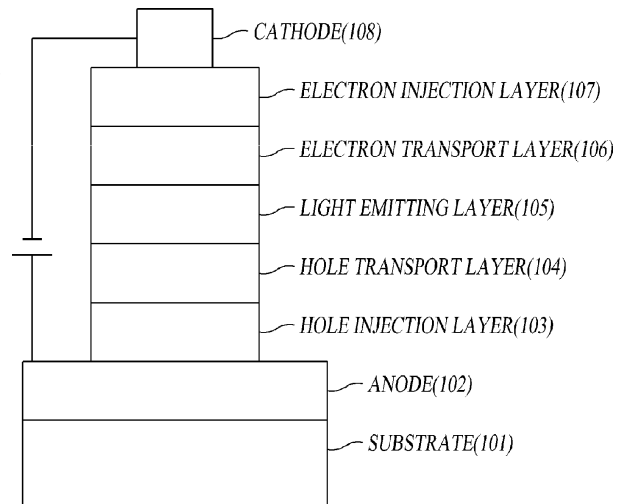 CATHODE(108)
ELECTRON INJECTION LAYER(107)
ELECTRON TRANSPORT LAYER(106)
LIGHT EMITTING LAYER(105)
HOLE TRANSPORT LAYER(104)
HOLE INJECTION LAYER(103)
ANODE(102)
SUBSTRATE(101)